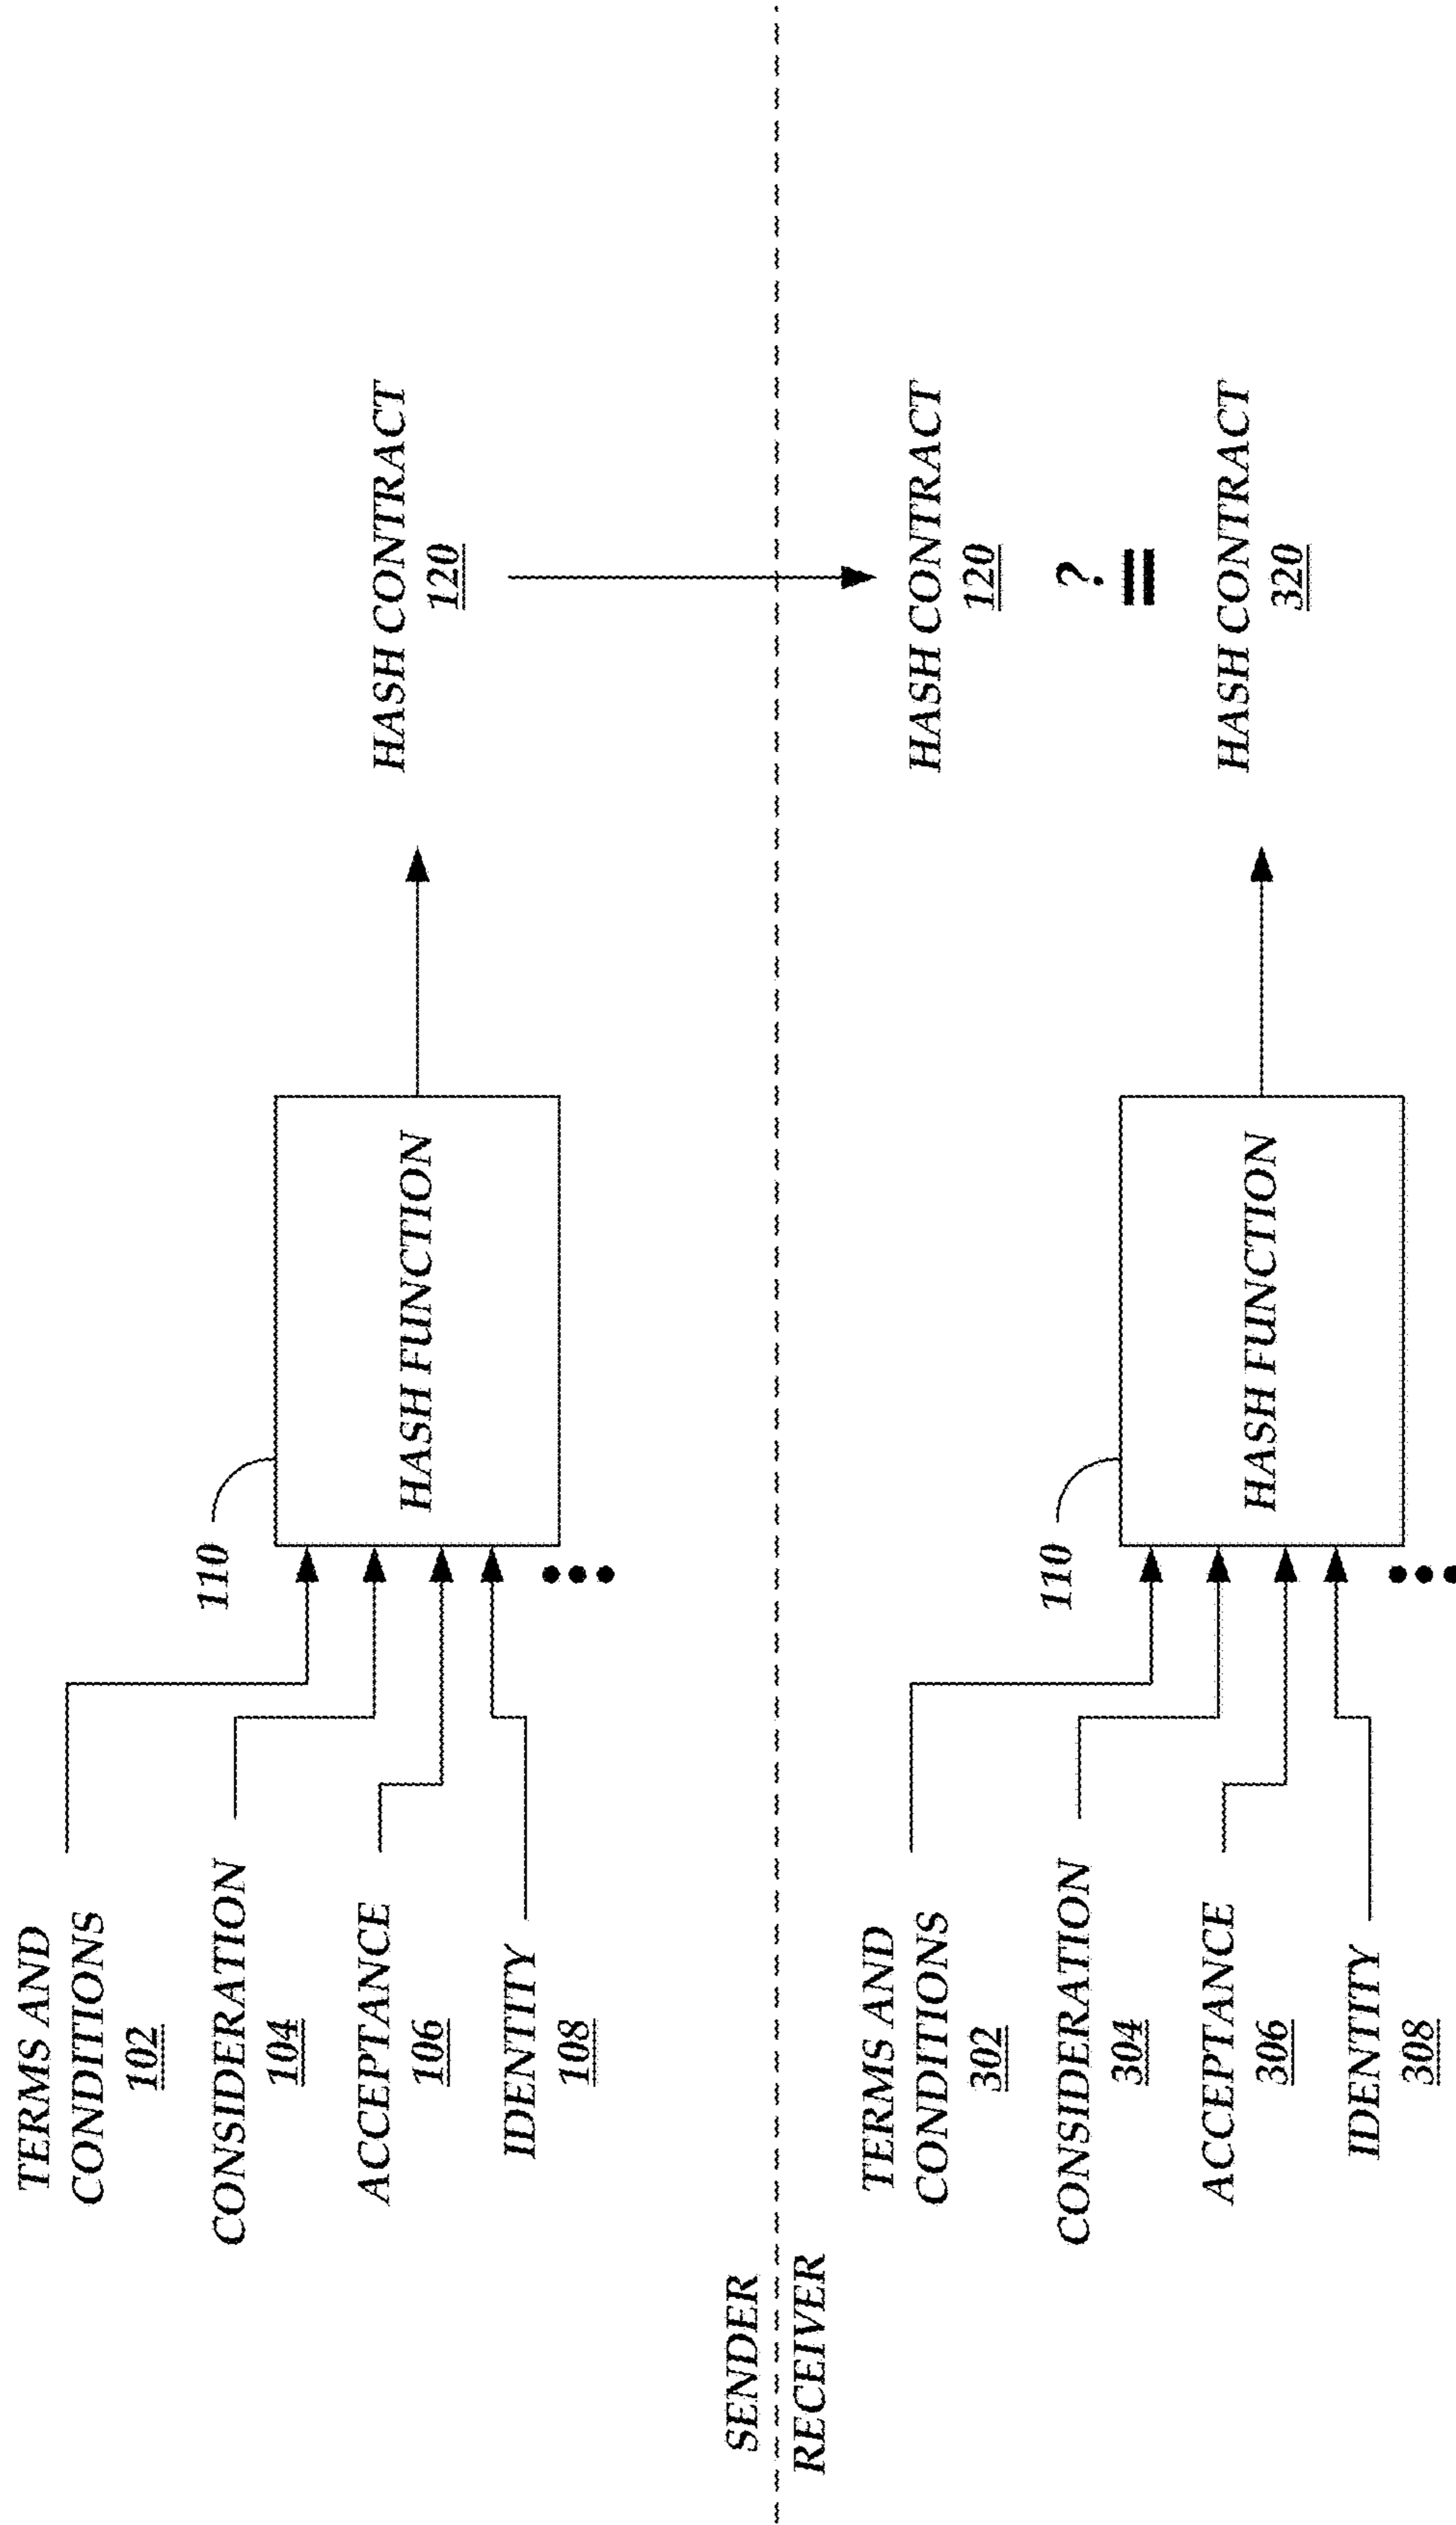 TERMS AND
CONDITIONS
102
CONSIDERATION
104
ACCEPTANCE
106
IDENTITY
108
110
HASH FUNCTION
HASH CONTRACT
120
SENDER
RECEIVER
TERMS AND
CONDITIONS
302
CONSIDERATION
304
ACCEPTANCE
306
IDENTITY
308
110
HASH FUNCTION
HASH CONTRACT
120
?
=
HASH CONTRACT
320